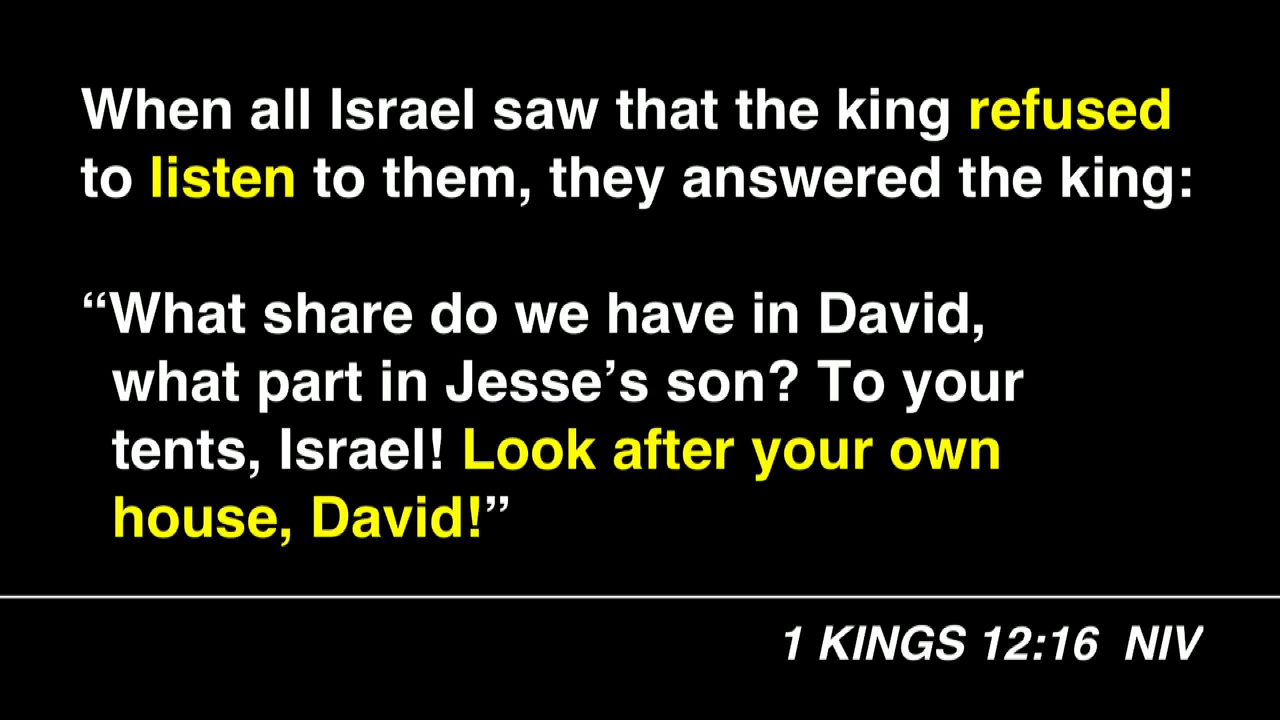 When all Israel saw that the king refused
to listen to them, they answered the king:
“What share do we have in David,
what part in Jesse’s son? To your
tents, Israel! Look after your own
house, David!”
1 KINGS 12:16 NIV